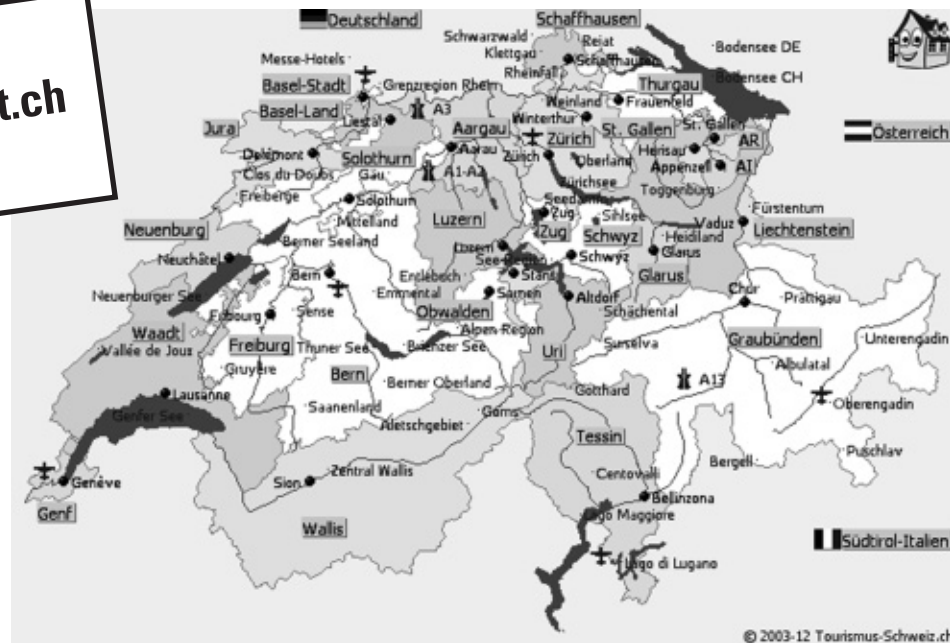 t.ch
Deutschland
Schaffhausen
Schwarzwald
Reiat
Klettgau
Schaffhausen
Rheinfall
Bodensee DE
Bodensee CH
Messe-Hotels
Basel-Stadt
Grenzregion Rhein
Thurgau
Weinland
Frauenfeld
Basel-Land
A3
Liestal
Winterthur
Jura
Aargau
Zürich
St. Gallen
St. Gallen
AR
Österreich
Aarau
Delémont
Solothurn
Zürich
Oberland
Herisau
Appenzell
AI
Clos du Doubs
Gäu
A1-A2
Zürichsee
Toggenburg
Freiberge
Solothurn
Seedamm
Mittelland
Luzern
Zug
Sihlsee
Vaduz
Fürstentum
Neuenburg
Berner Seeland
Zug
Schwyz
Heidiland
Liechtenstein
Neuchâtel
Luzern
Glarus
See-Region
Schwyz
Bern
Entlebuch
Stans
Glarus
Neuenburger See
Emmental
Sarnen
Altdorf
Chur
Prättigau
Fribourg
Sense
Obwalden
Schächental
Waadt
Alpen-Region
Vallée de Joux
Freiburg
Thuner See
Brienzer See
Uri
Surselva
Graubünden
Unterengadin
Gruyère
Bern
Berner Oberland
Albulatal
Lausanne
Gotthard
A13
Saanenland
Goms
Oberengadin
Genfer See
Aletschgebiet
Tessin
Puschlav
Bergell
Genève
Sion
Zentral Wallis
Centovalli
Bellinzona
Genf
Wallis
Lago Maggiore
Südtirol-Italien
Lago di Lugano
© 2003-12 Tourismus-Schweiz.ch